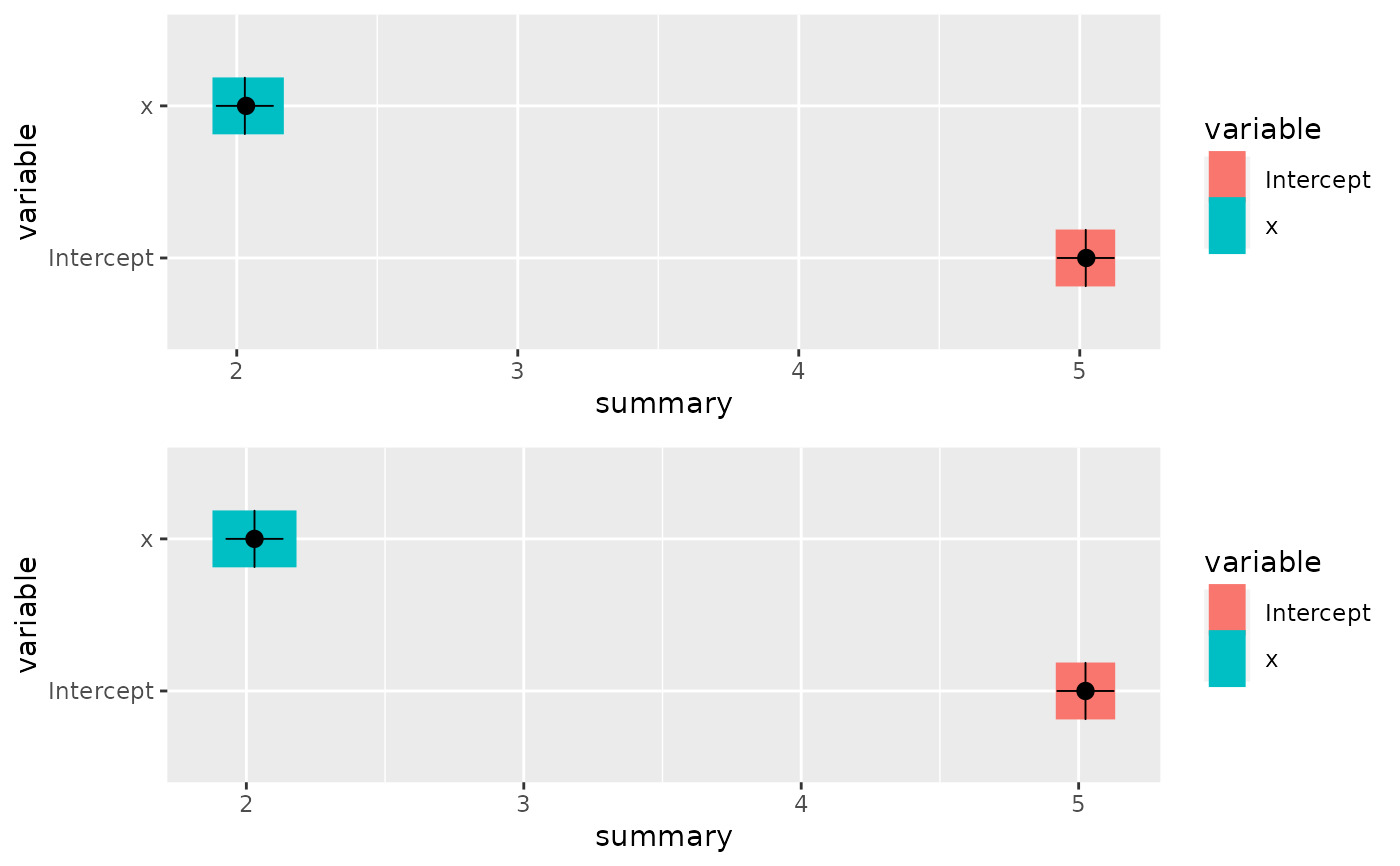 variable
x
Intercept
2 3 4 5
summary
variable
Intercept
x
variable
x
Intercept
2 3 4 5
summary
variable
Intercept
x